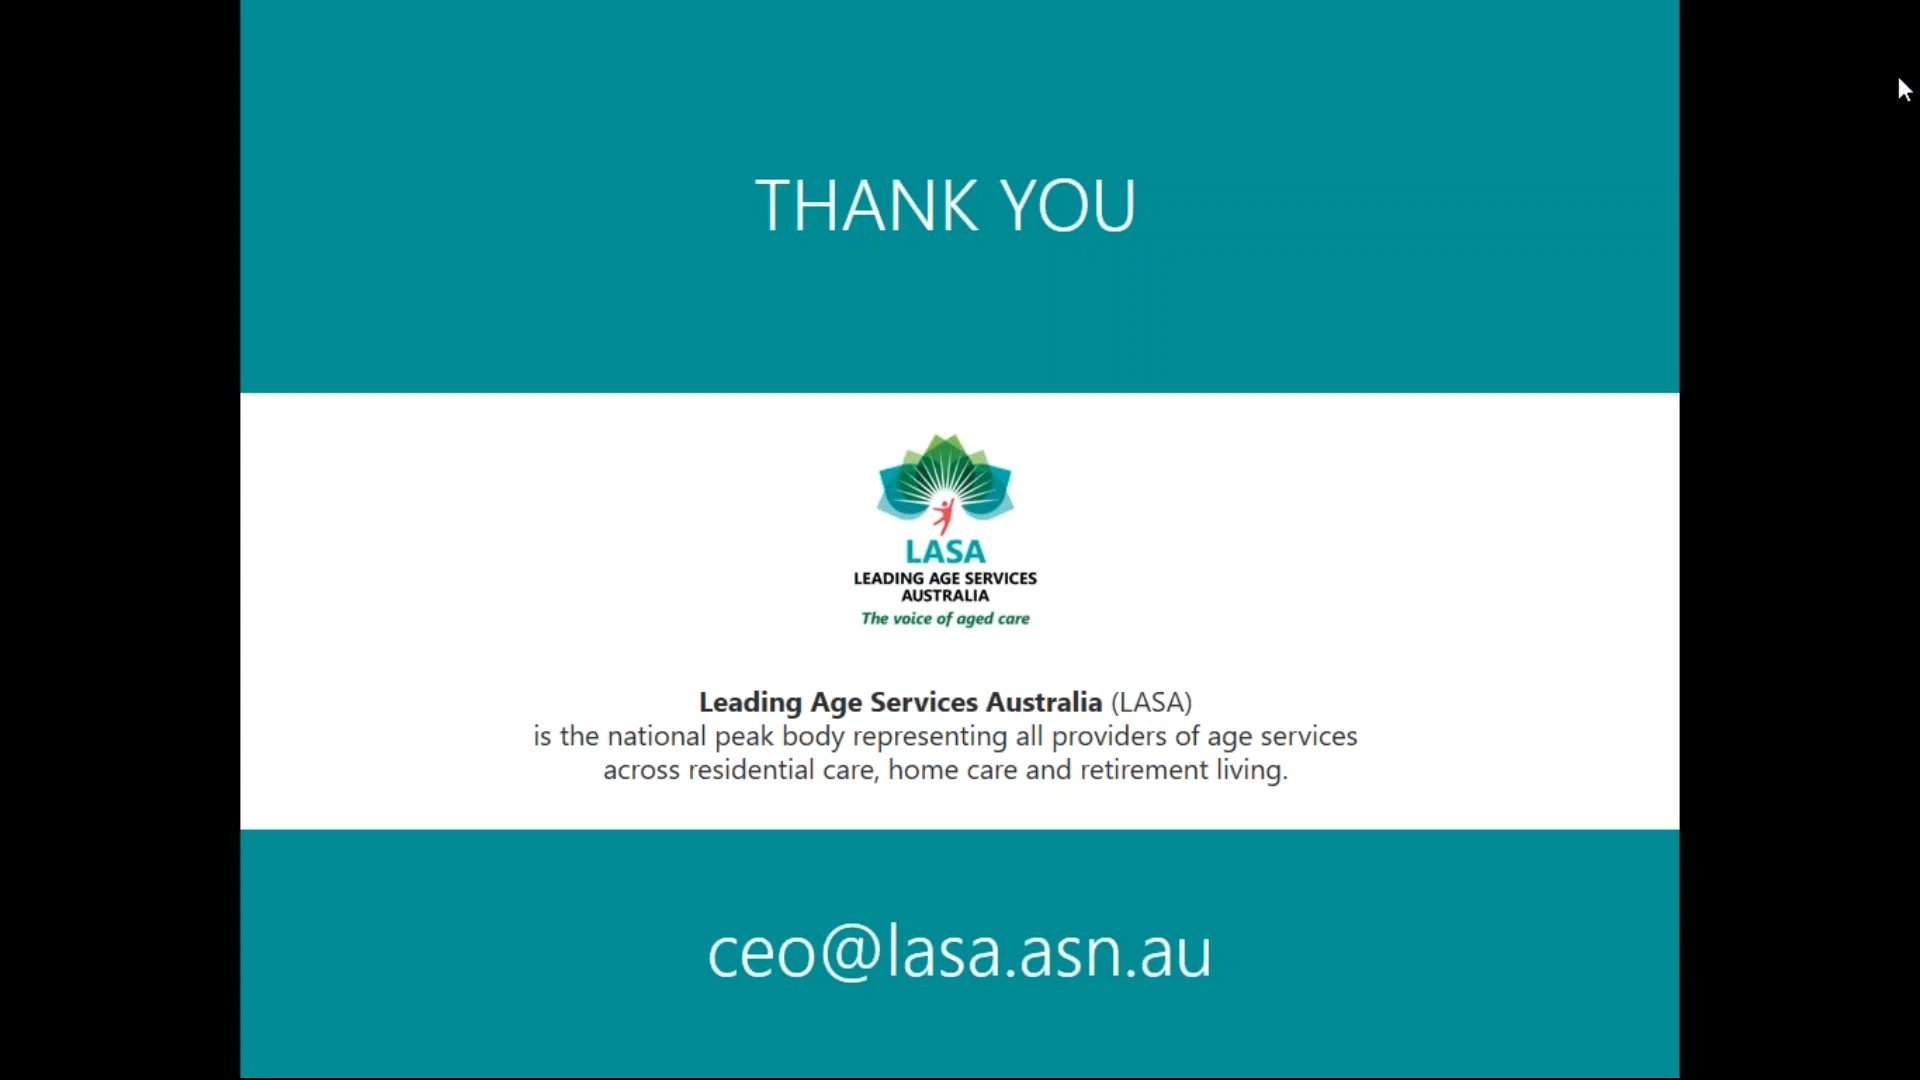 THANK YOU
LASA
LEADING AGE SERVICES
AUSTRALIA
The voice of aged care
Leading Age Services Australia (LASA)
is the national peak body representing all providers of age services
across residential care, home care and retirement living.
ceo@lasa.asn.au